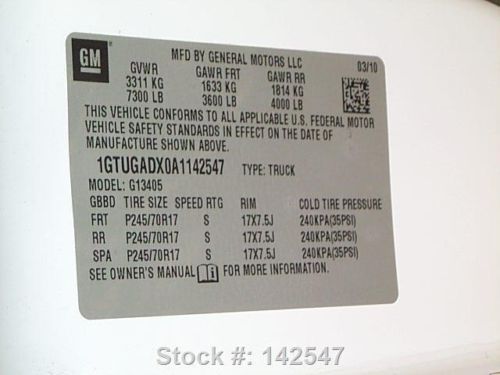 GM
MFD BY GENERAL MOTORS LLC 03/10
GVWR GAWR FRT GAWR RR
3311 KG 1633 KG 1814 KG
7300 LB 3600 LB 4000 LB
THIS VEHICLE CONFORMS TO ALL APPLICABLE U.S. FEDERAL MOTOR
VEHICLE SAFETY STANDARDS IN EFFECT ON THE DATE OF
MANUFACTURE SHOWN ABOVE.
1GTUGADX0A1142547 TYPE: TRUCK
MODEL: G13405
GBBD TIRE SIZE SPEED RTG RIM COLD TIRE PRESSURE
FRT P245/70R17 S 17X7.5J 240KPA(35PSI)
RR P245/70R17 S 17X7.5J 240KPA(35PSI)
SPA P245/70R17 S 17X7.5J 240KPA(35PSI)
SEE OWNER'S MANUAL FOR MORE INFORMATION.
Stock #: 142547